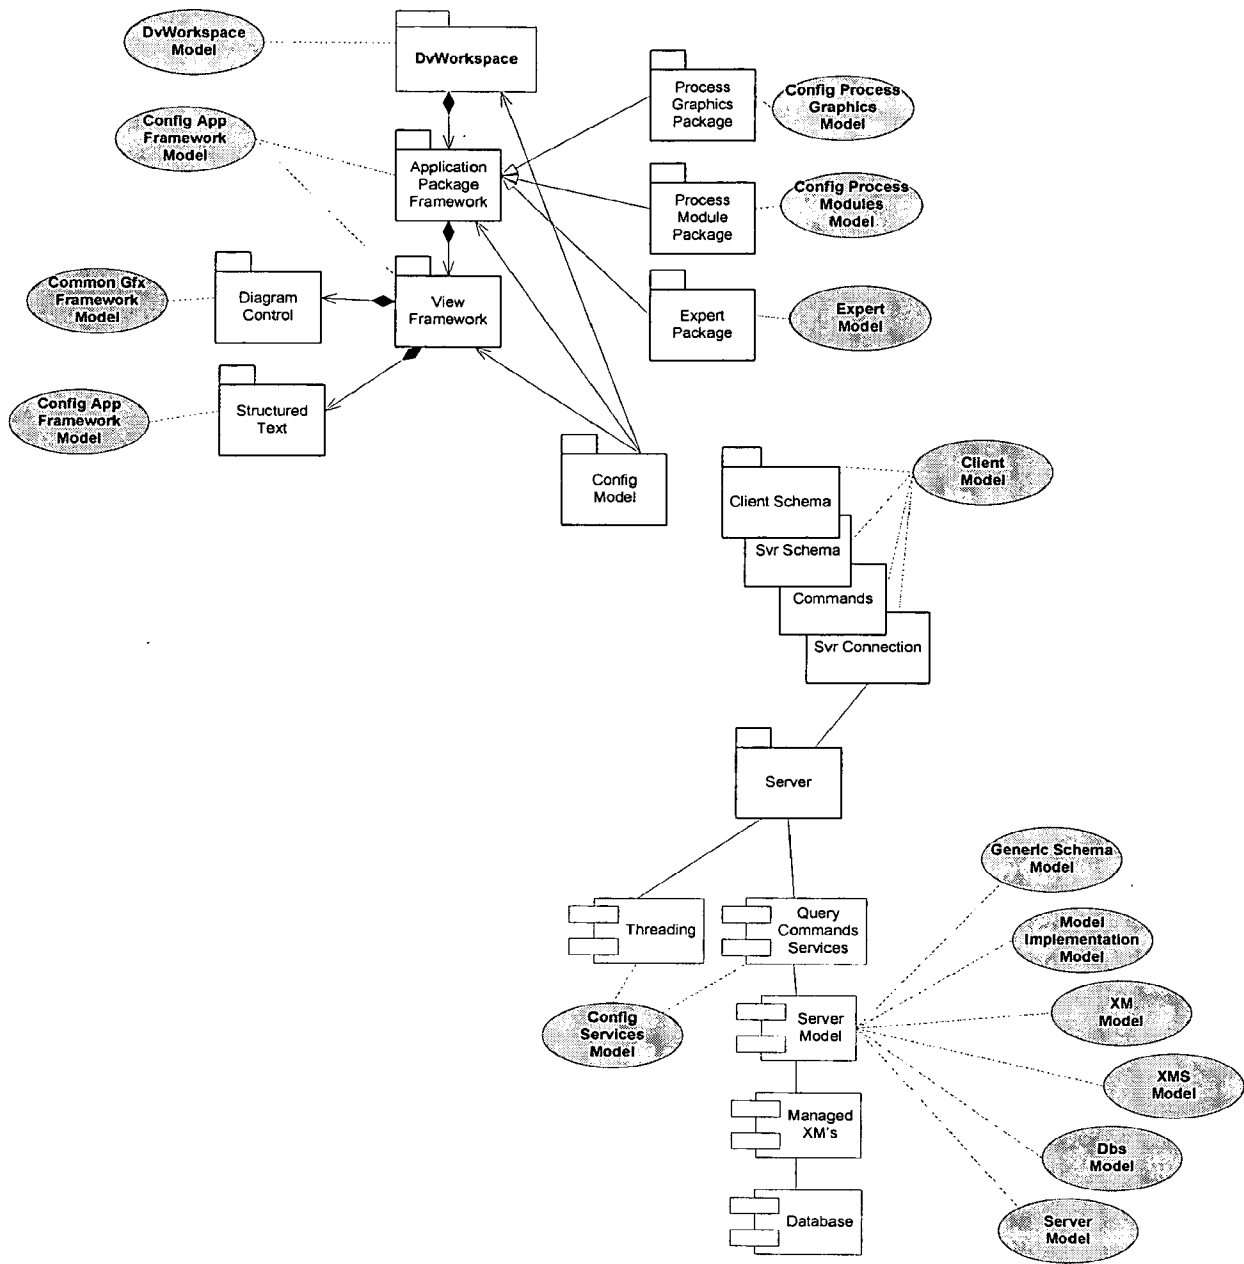 DvWorkspace
Model
DvWorkspace
Process
Graphics
Package
Config Process
Graphics
Model
Config App
Framework
Model
Application
Package
Framework
Process
Module
Package
Config Process
Modules
Model
Common Gfx
Framework
Model
Diagram
Control
View
Framework
Expert
Package
Expert
Model
Config App
Framework
Model
Structured
Text
Config
Model
Client
Model
Client Schema
Svr Schema
Commands
Svr Connection
Server
Generic Schema
Model
Threading
Query
Commands
Services
Model
Implementation
Model
Config
Services
Model
Server
Model
XM
Model
XMS
Model
Managed
XM's
Dbs
Model
Database
Server
Model